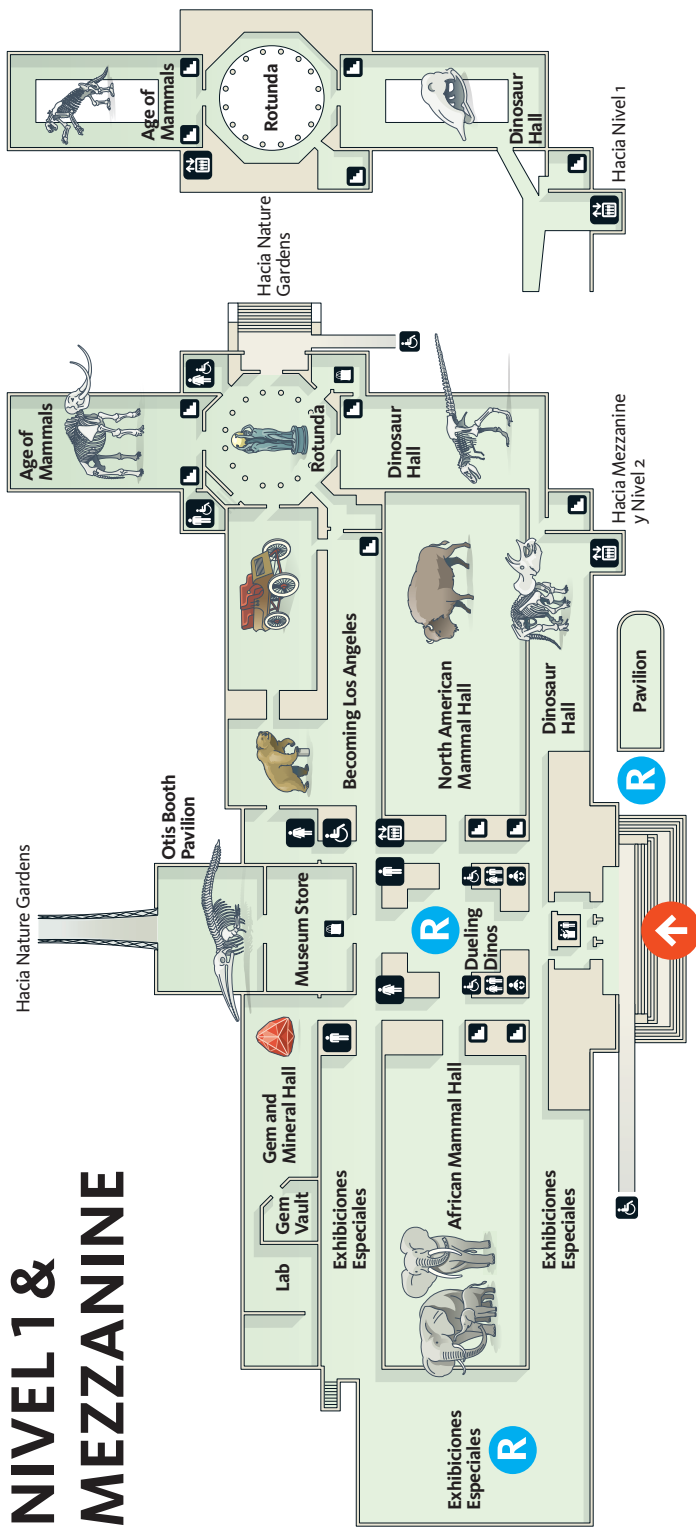 NIVEL 1 &
MEZZANINE
Hacia Nature Gardens
Otis Booth
Pavilion
Museum Store
Gem and
Mineral Hall
Gem
Vault
Lab
Exhibiciones
Especiales
African Mammal Hall
Exhibiciones
Especiales
Exhibiciones
Especiales
R
R
Dueling
Dinos
Becoming Los Angeles
North American
Mammal Hall
Dinosaur
Hall
Pavilion
R
Hacia Mezzanine
y Nivel 2
Age of
Mammals
Rotunda
Dinosaur
Hall
Hacia Nature
Gardens
Age of
Mammals
Rotunda
Dinosaur
Hall
Hacia Nivel 1